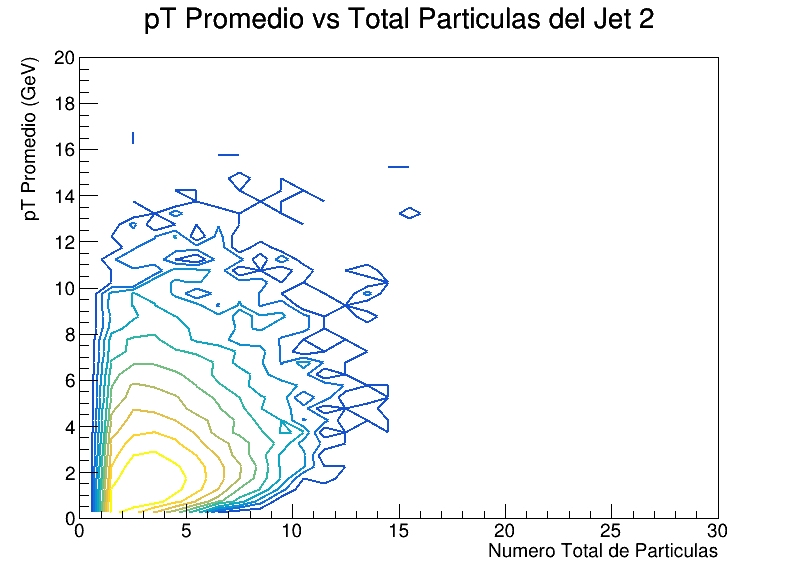 pT Promedio vs Total Particulas del Jet 2
pT Promedio (GeV)
20
18
16
14
12
10
8
6
4
2
0
0 5 10 15 20 25 30
Numero Total de Particulas